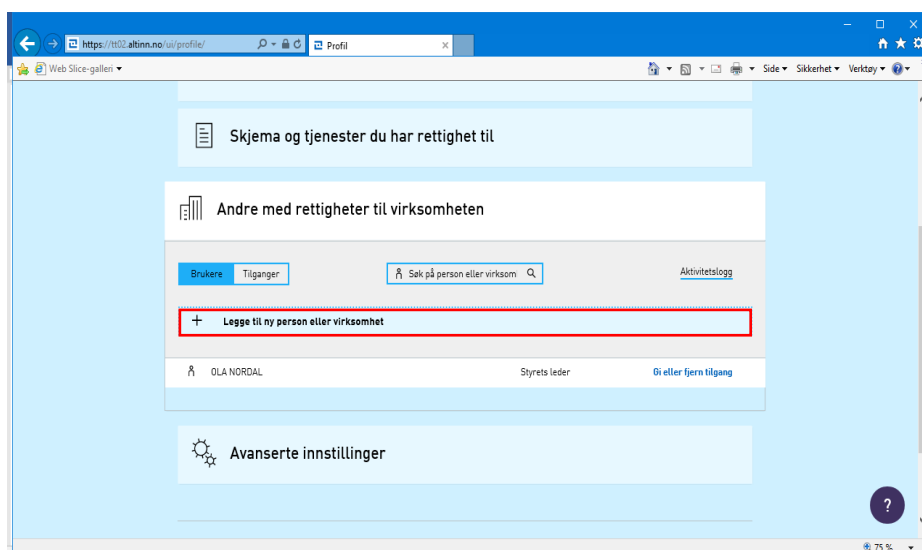 https://tt02.altinn.no/ui/profile/
Profil
Web Slice-galleri
Side
Sikkerhet
Verktøy
Skjema og tjenester du har rettighet til
Andre med rettigheter til virksomheten
Brukere
Tilganger
Søk på person eller virksom
Aktivitetslogg
+ Legge til ny person eller virksomhet
OLA NORDAL
Styrets leder
Gi eller fjern tilgang
Avanserte innstillinger
?
75 %